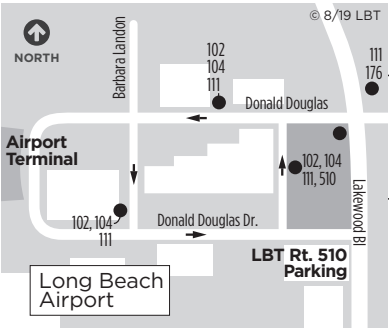 © 8/19 LBT
NORTH
Barbara Landon
102
104
111
111
176
Donald Douglas
Airport
Terminal
102, 104
111, 510
102, 104
111
Donald Douglas Dr.
Lakewood Bl
LBT Rt. 510
Parking
Long Beach
Airport